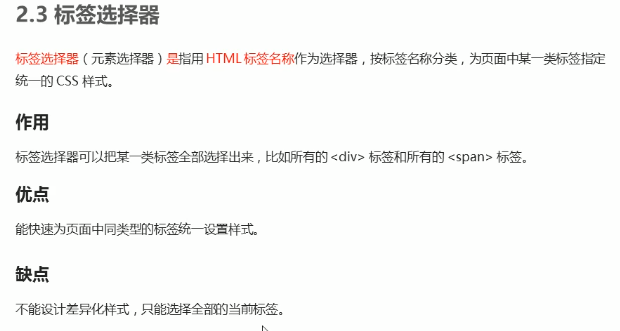 2.3 标签选择器
标签选择器（元素选择器）是指用 HTML 标签名称作为选择器，按标签名称分类，为页面中某一类标签指定
统一的 CSS 样式。
作用
标签选择器可以把某一类标签全部选择出来，比如所有的 <div> 标签和所有的 <span> 标签。
优点
能快速为页面中同类型的标签统一设置样式。
缺点
不能设计差异化样式，只能选择全部的当前标签。